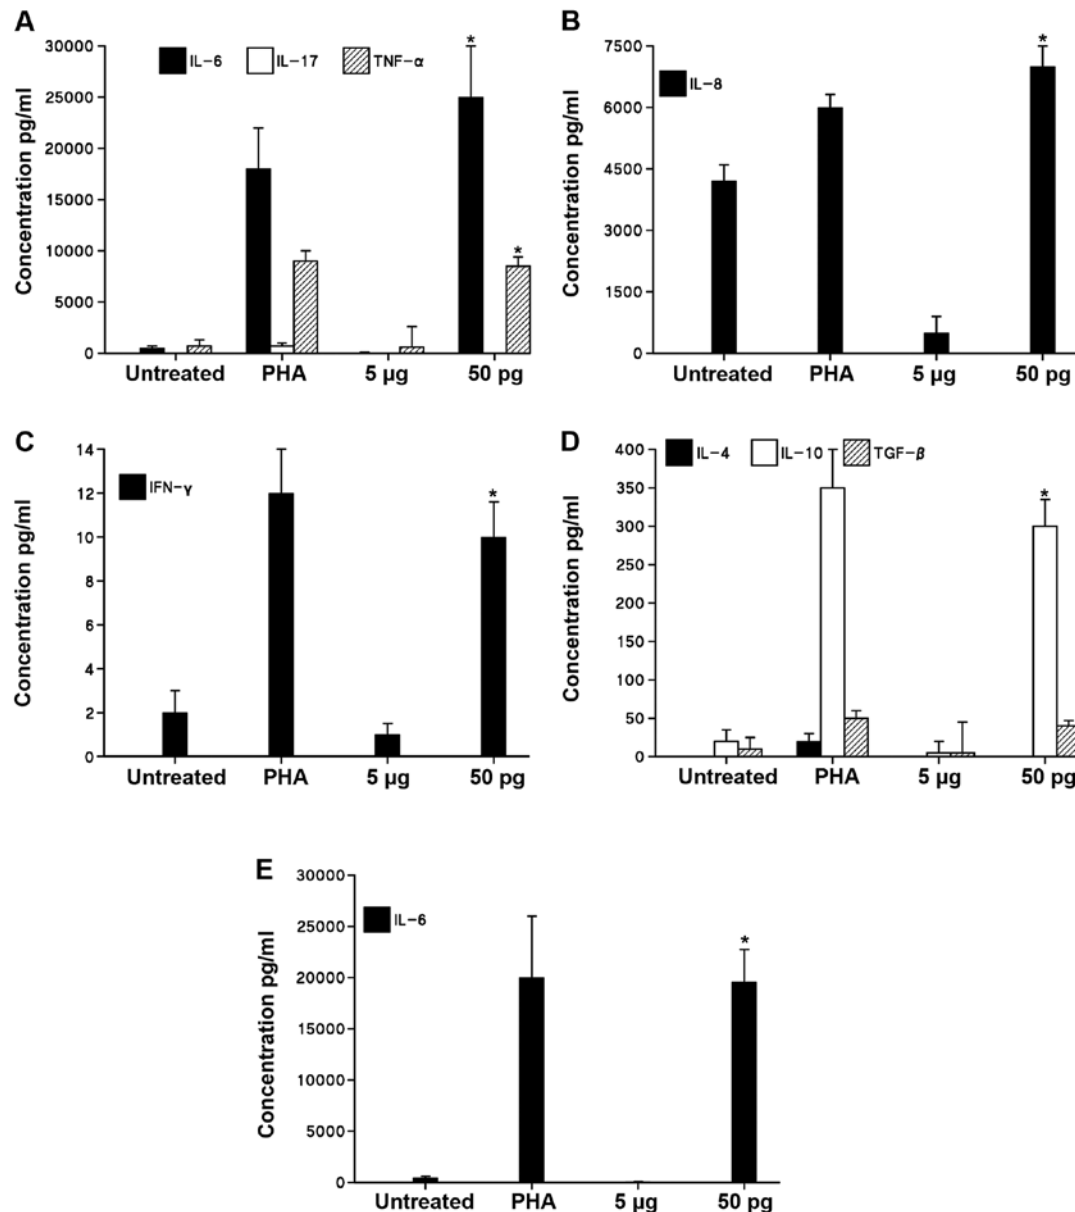 A
30000
25000
20000
15000
10000
5000
0
Concentration pg/ml
IL-6 IL-17 TNF-α
* *
Untreated PHA 5 µg 50 pg
B
7500
6000
4500
3000
1500
0
Concentration pg/ml
IL-8
*
Untreated PHA 5 µg 50 pg
C
14
12
10
8
6
4
2
0
Concentration pg/ml
IFN-γ
*
Untreated PHA 5 µg 50 pg
D
400
350
300
250
200
150
100
50
0
Concentration pg/ml
IL-4 IL-10 TGF-β
*
Untreated PHA 5 µg 50 pg
E
30000
25000
20000
15000
10000
5000
0
Concentration pg/ml
IL-6
*
Untreated PHA 5 µg 50 pg